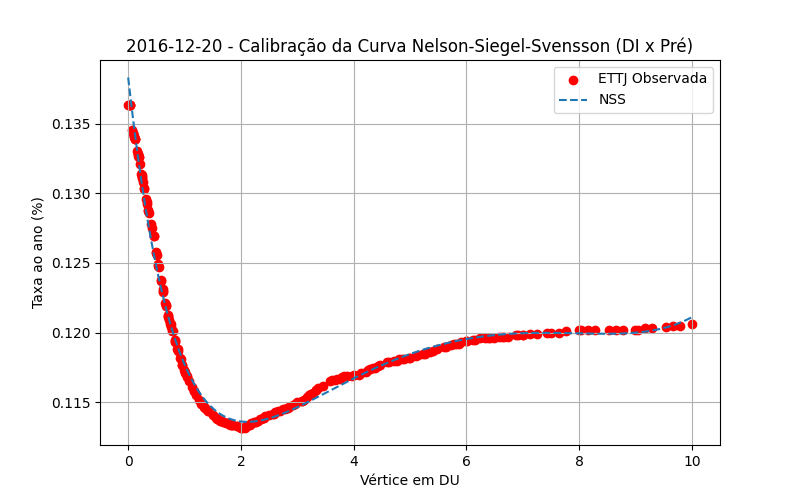 2016-12-20 - Calibração da Curva Nelson-Siegel-Svensson (DI x Pré)
ETTJ Observada
NSS
Taxa ao ano (%)
0.135
0.130
0.125
0.120
0.115
0 2 4 6 8 10
Vértice em DU